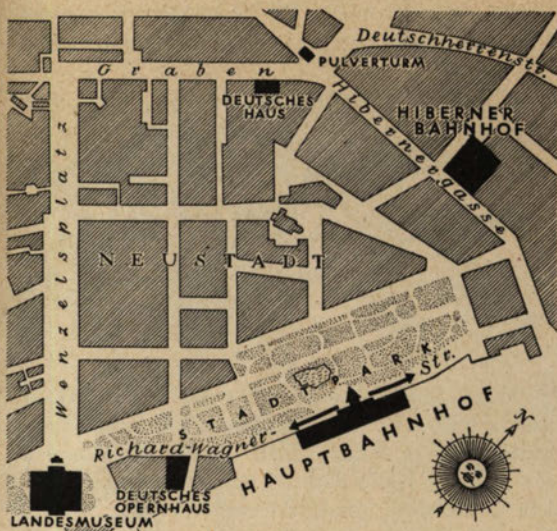 Deutschherrenstr.
PULVERTURM
Graben
DEUTSCHES
HAUS
HIBERNER
BAHNHOF
Hibernergasse
Wenzelsplatz
NEUSTADT
STADTPARK
Richard-Wagner-Str.
HAUPTBAHNHOF
N
DEUTSCHES
OPERNHAUS
LANDESMUSEUM